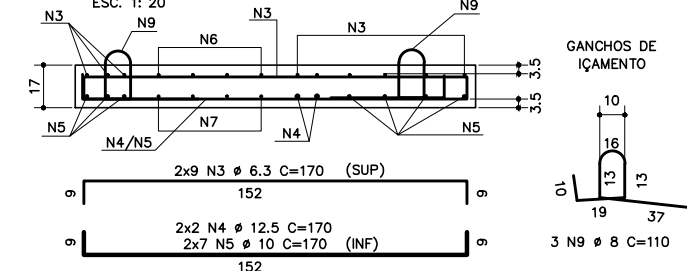 ESC. 1: 20
N3
N9
N3
N9
N6
N3
GANCHOS DE
IÇAMENTO
17
3.5
3.5
N5
N4/N5
N7
N4
N5
10
16
13
13
10
19
37
3 N9 ø 8 C=110
2x9 N3 ø 6.3 C=170 (SUP)
9
152
9
2x2 N4 ø 12.5 C=170
2x7 N5 ø 10 C=170 (INF)
9
152
9